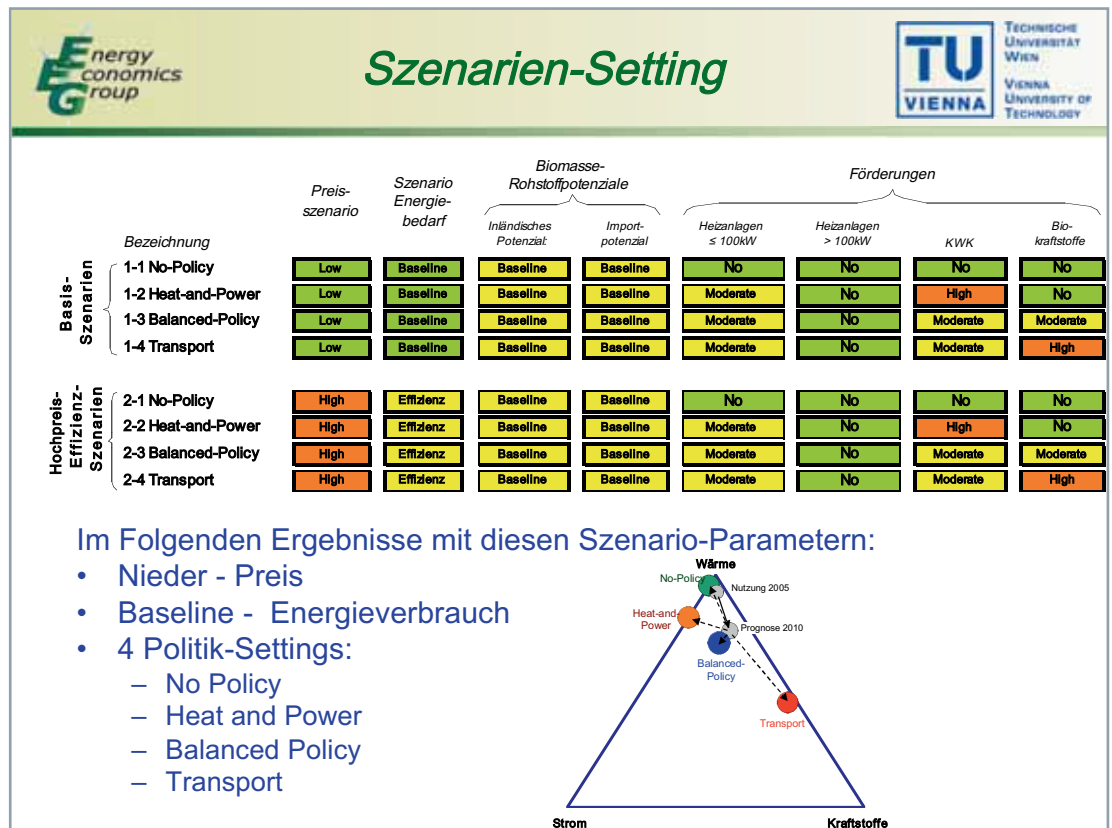 Energy
Economics
Group
Szenarien-Setting
TU
VIENNA
TECHNISCHE
UNIVERSITÄT
WIEN
VIENNA
UNIVERSITY OF
TECHNOLOGY
Preis-
szenario
Szenario
Energie-
bedarf
Biomasse-
Rohstoffpotenziale
Förderungen
Bezeichnung
Inländisches
Potenzial:
Import-
potenzial
Heizanlagen
≤ 100kW
Heizanlagen
> 100kW
KWK
Bio-
kraftstoffe
Basis-
Szenarien
1-1 No-Policy Low Baseline Baseline Baseline No No No No
1-2 Heat-and-Power Low Baseline Baseline Baseline Moderate No High No
1-3 Balanced-Policy Low Baseline Baseline Baseline Moderate No Moderate Moderate
1-4 Transport Low Baseline Baseline Baseline Moderate No Moderate High
Hochpreis-
Effizienz-
Szenarien
2-1 No-Policy High Effizienz Baseline Baseline No No No No
2-2 Heat-and-Power High Effizienz Baseline Baseline Moderate No High No
2-3 Balanced-Policy High Effizienz Baseline Baseline Moderate No Moderate Moderate
2-4 Transport High Effizienz Baseline Baseline Moderate No Moderate High
Im Folgenden Ergebnisse mit diesen Szenario-Parametern:
• Nieder - Preis
• Baseline - Energieverbrauch
• 4 Politik-Settings:
– No Policy
– Heat and Power
– Balanced Policy
– Transport
Wärme
No-Policy
Nutzung 2005
Heat-and-
Power
Prognose 2010
Balanced-
Policy
Transport
Strom
Kraftstoffe